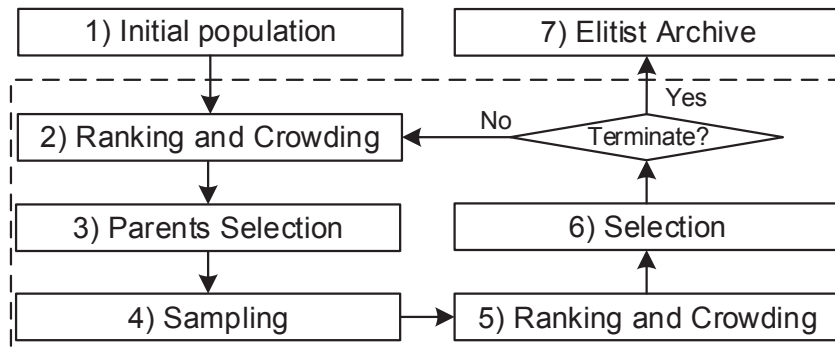 1) Initial population
7) Elitist Archive
Yes
No
2) Ranking and Crowding
Terminate?
3) Parents Selection
6) Selection
4) Sampling
5) Ranking and Crowding